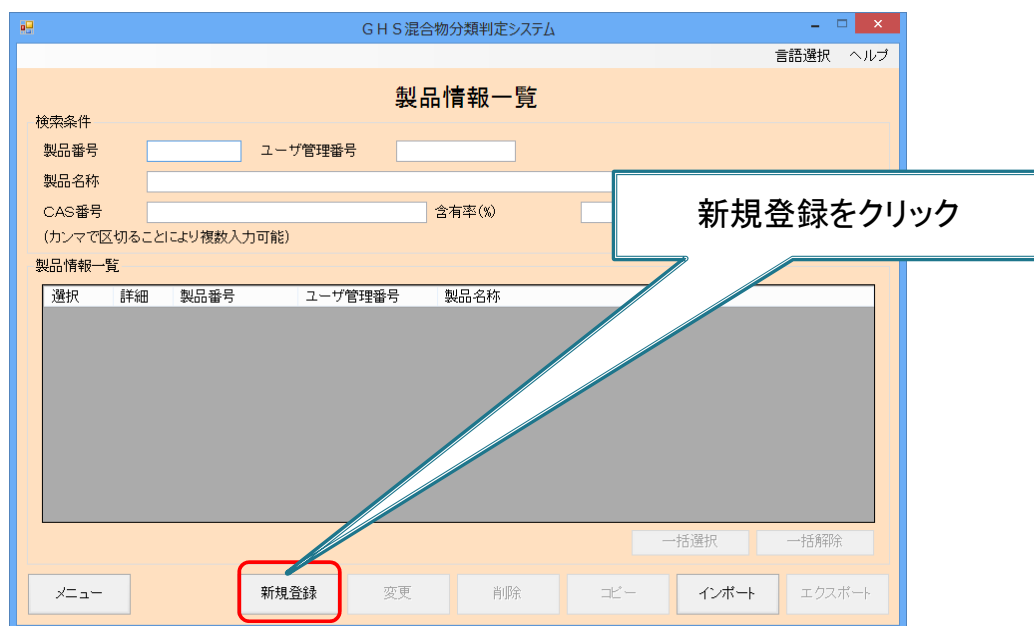 ＧＨＳ混合物分類判定システム
言語選択 ヘルプ
製品情報一覧
検索条件
製品番号 ユーザ管理番号
製品名称
CAS番号 含有率(%)
(カンマで区切ることにより複数入力可能)
新規登録をクリック
製品情報一覧
選択 詳細 製品番号 ユーザ管理番号 製品名称
一括選択 一括解除
メニュー 新規登録 変更 削除 コピー インポート エクスポート